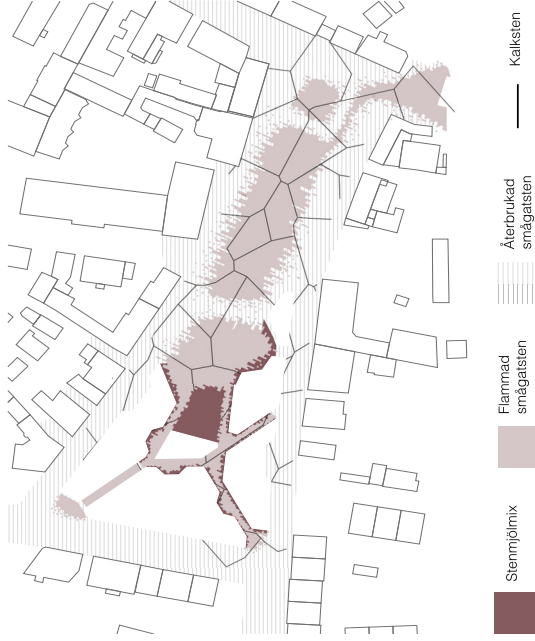 Stenmjölmix
Flammad
smågatsten
Återbrukad
smågatsten
Kalksten